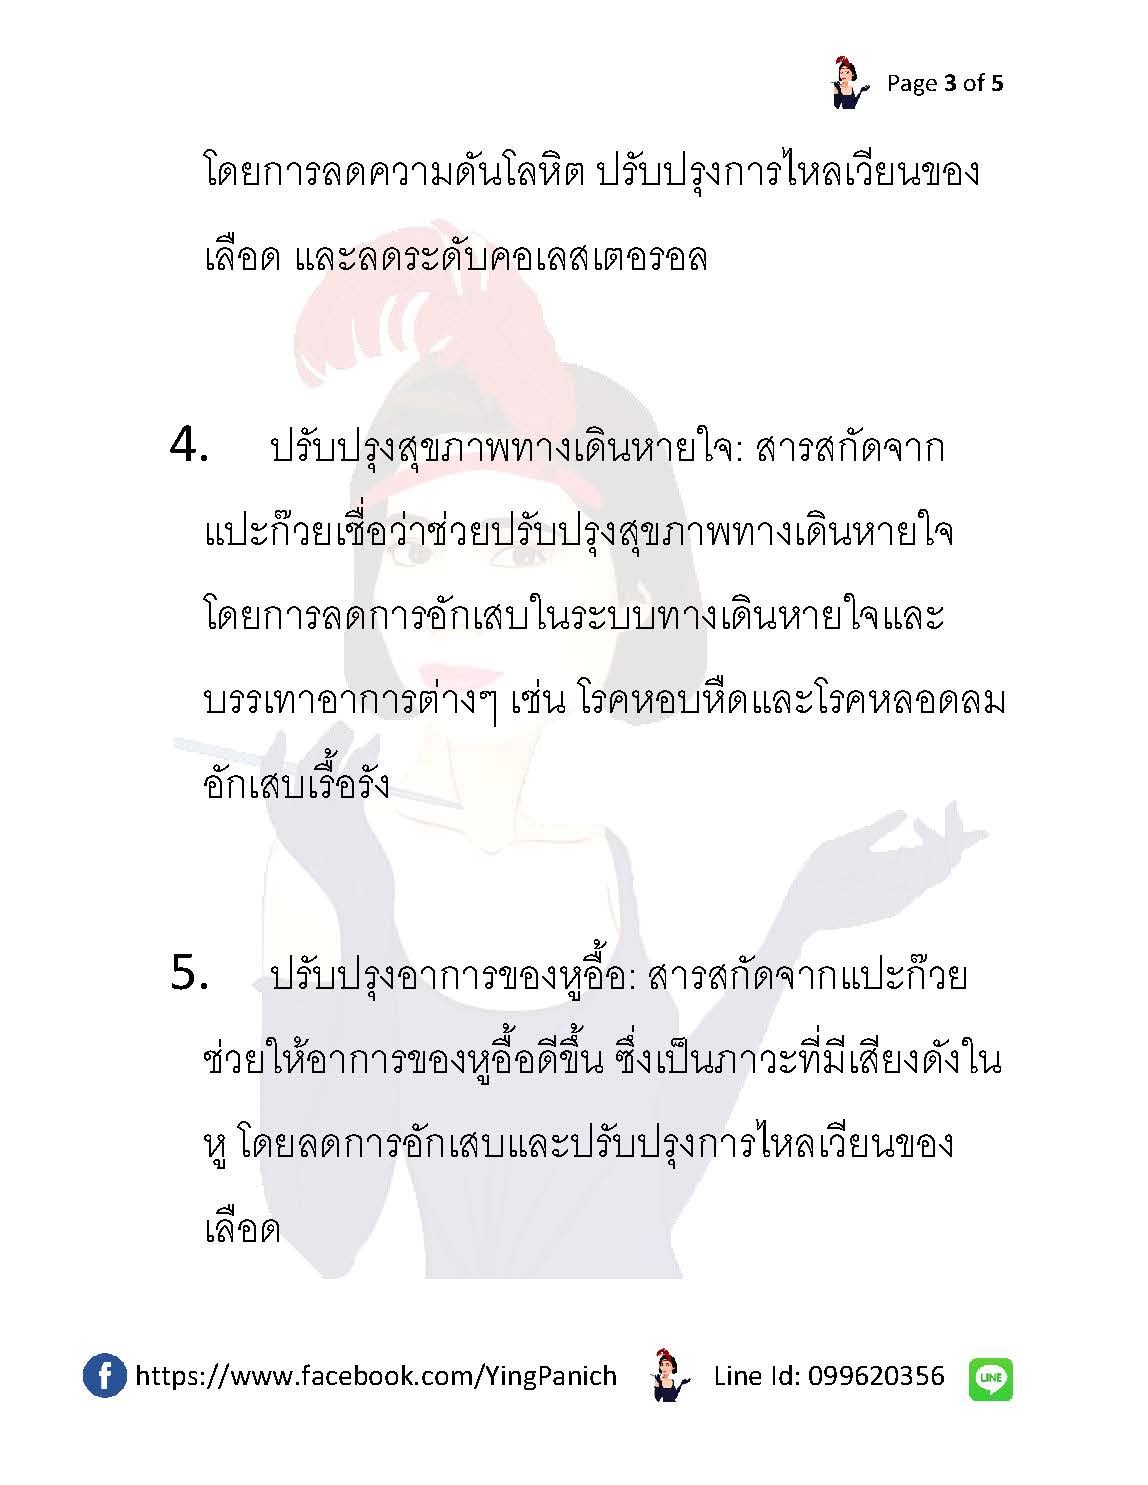 Page 3 of 5
โดยการลดความดันโลหิต ปรับปรุงการไหลเวียนของ
เลือด และลดระดับคอเลสเตอรอล
4. ปรับปรุงสุขภาพทางเดินหายใจ: สารสกัดจาก
แปะก๊วยเชื่อว่าช่วยปรับปรุงสุขภาพทางเดินหายใจ
โดยการลดการอักเสบในระบบทางเดินหายใจและ
บรรเทาอาการต่างๆ เช่น โรคหอบหืดและโรคหลอดลม
อักเสบเรื้อรัง
5. ปรับปรุงอาการของหูอื้อ: สารสกัดจากแปะก๊วย
ช่วยให้อาการของหูอื้อดีขึ้น ซึ่งเป็นภาวะที่มีเสียงดังใน
หู โดยลดการอักเสบและปรับปรุงการไหลเวียนของ
เลือด
f https://www.facebook.com/YingPanich Line Id: 099620356 LINE